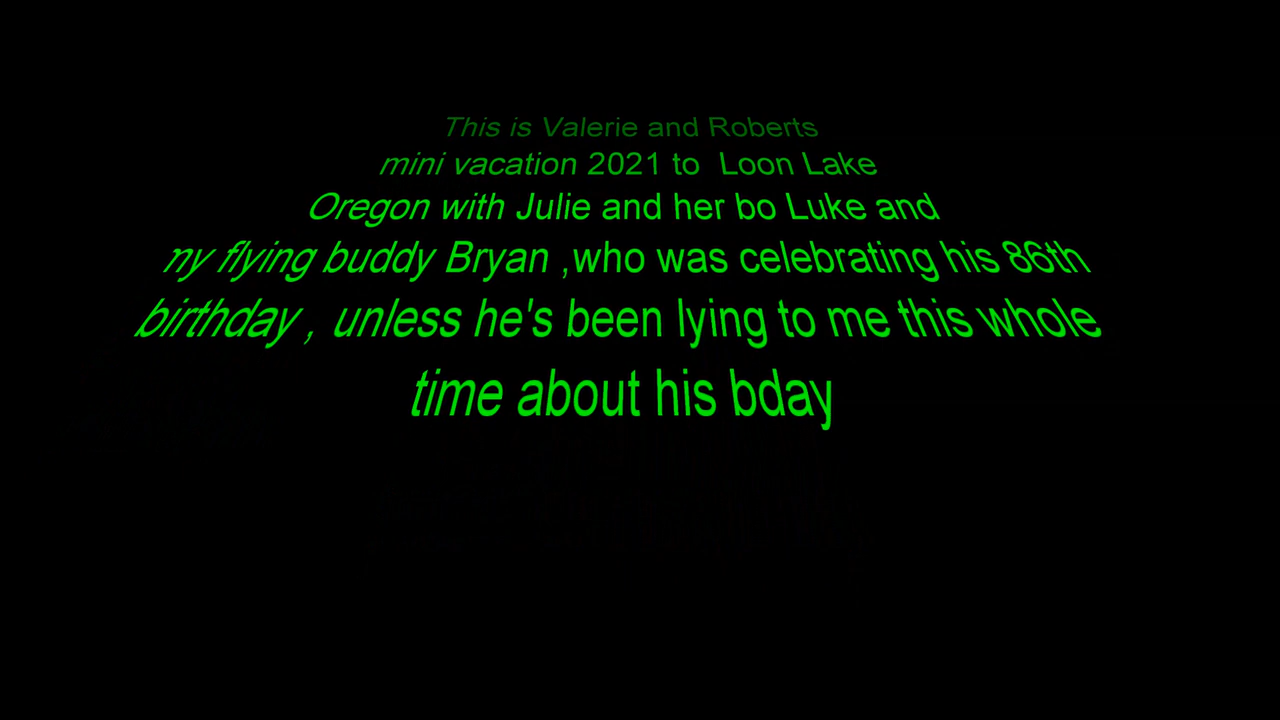 This is Valerie and Roberts
mini vacation 2021 to Loon Lake
Oregon with Julie and her bo Luke and
ny flying buddy Bryan ,who was celebrating his 86th
birthday , unless he's been lying to me this whole
time about his bday